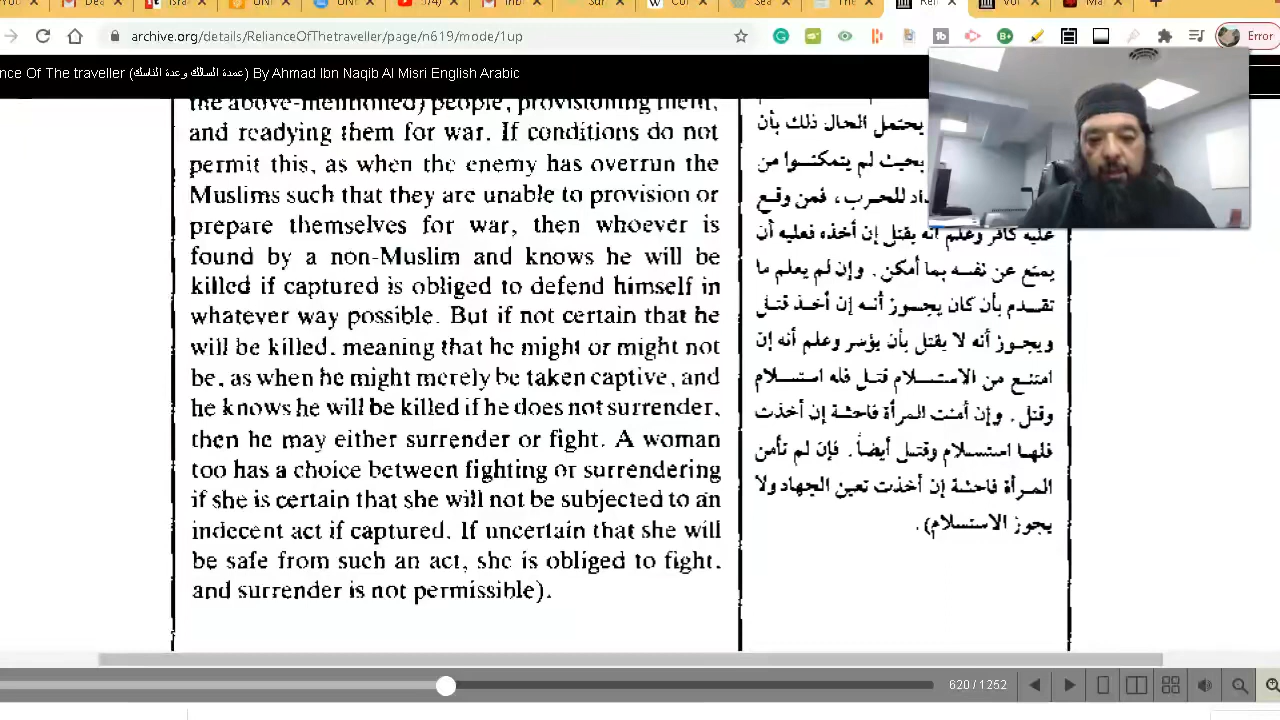 archive.org/details/RelianceOfThetraveller/page/n619/mode/1up
Error
nce Of The traveller (عمدة السالك وعدة الناسك) By Ahmad Ibn Naqib Al Misri English Arabic
the above-mentioned) people, provisioning them,
and readying them for war. If conditions do not
permit this, as when the enemy has overrun the
Muslims such that they are unable to provision or
prepare themselves for war, then whoever is
found by a non-Muslim and knows he will be
killed if captured is obliged to defend himself in
whatever way possible. But if not certain that he
will be killed, meaning that he might or might not
be, as when he might merely be taken captive, and
he knows he will be killed if he does not surrender,
then he may either surrender or fight. A woman
too has a choice between fighting or surrendering
if she is certain that she will not be subjected to an
indecent act if captured. If uncertain that she will
be safe from such an act, she is obliged to fight,
and surrender is not permissible).
يحتمل الحال ذلك بأن
بحيث لم يتمكنوا من
للحرب، فمن وقع
عليه كافر وعلم أنه يقتل إن أخذه فعليه أن
يمتع عن نفسه بما أمكن. وإن لم يعلم ما
تقدم بأن كان يجوز أنه إن أخذ قتل
ويجوز أنه لا يقتل بأن يؤسر وعلم أنه إن
امتنع من الاستسلام قتل فله استسلام
وقتل. وإن أمنت المرأة فاحشة إن أخذت
فلها استسلام وقتل أيضاً. فإن لم تأمن
المرأة فاحشة إن أخذت تعين الجهاد ولا
يجوز الاستسلام).
620 / 1252